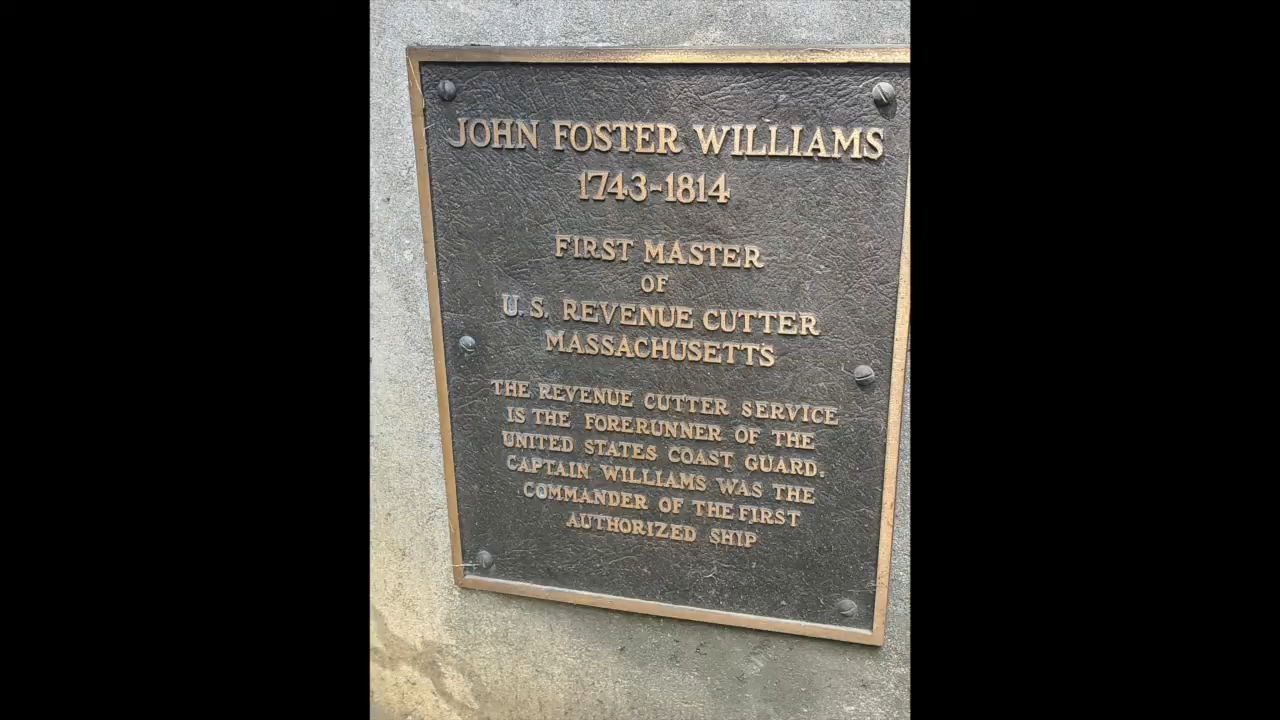 JOHN FOSTER WILLIAMS
1743-1814
FIRST MASTER
OF
U.S. REVENUE CUTTER
MASSACHUSETTS
THE REVENUE CUTTER SERVICE
IS THE FORERUNNER OF THE
UNITED STATES COAST GUARD.
CAPTAIN WILLIAMS WAS THE
COMMANDER OF THE FIRST
AUTHORIZED SHIP